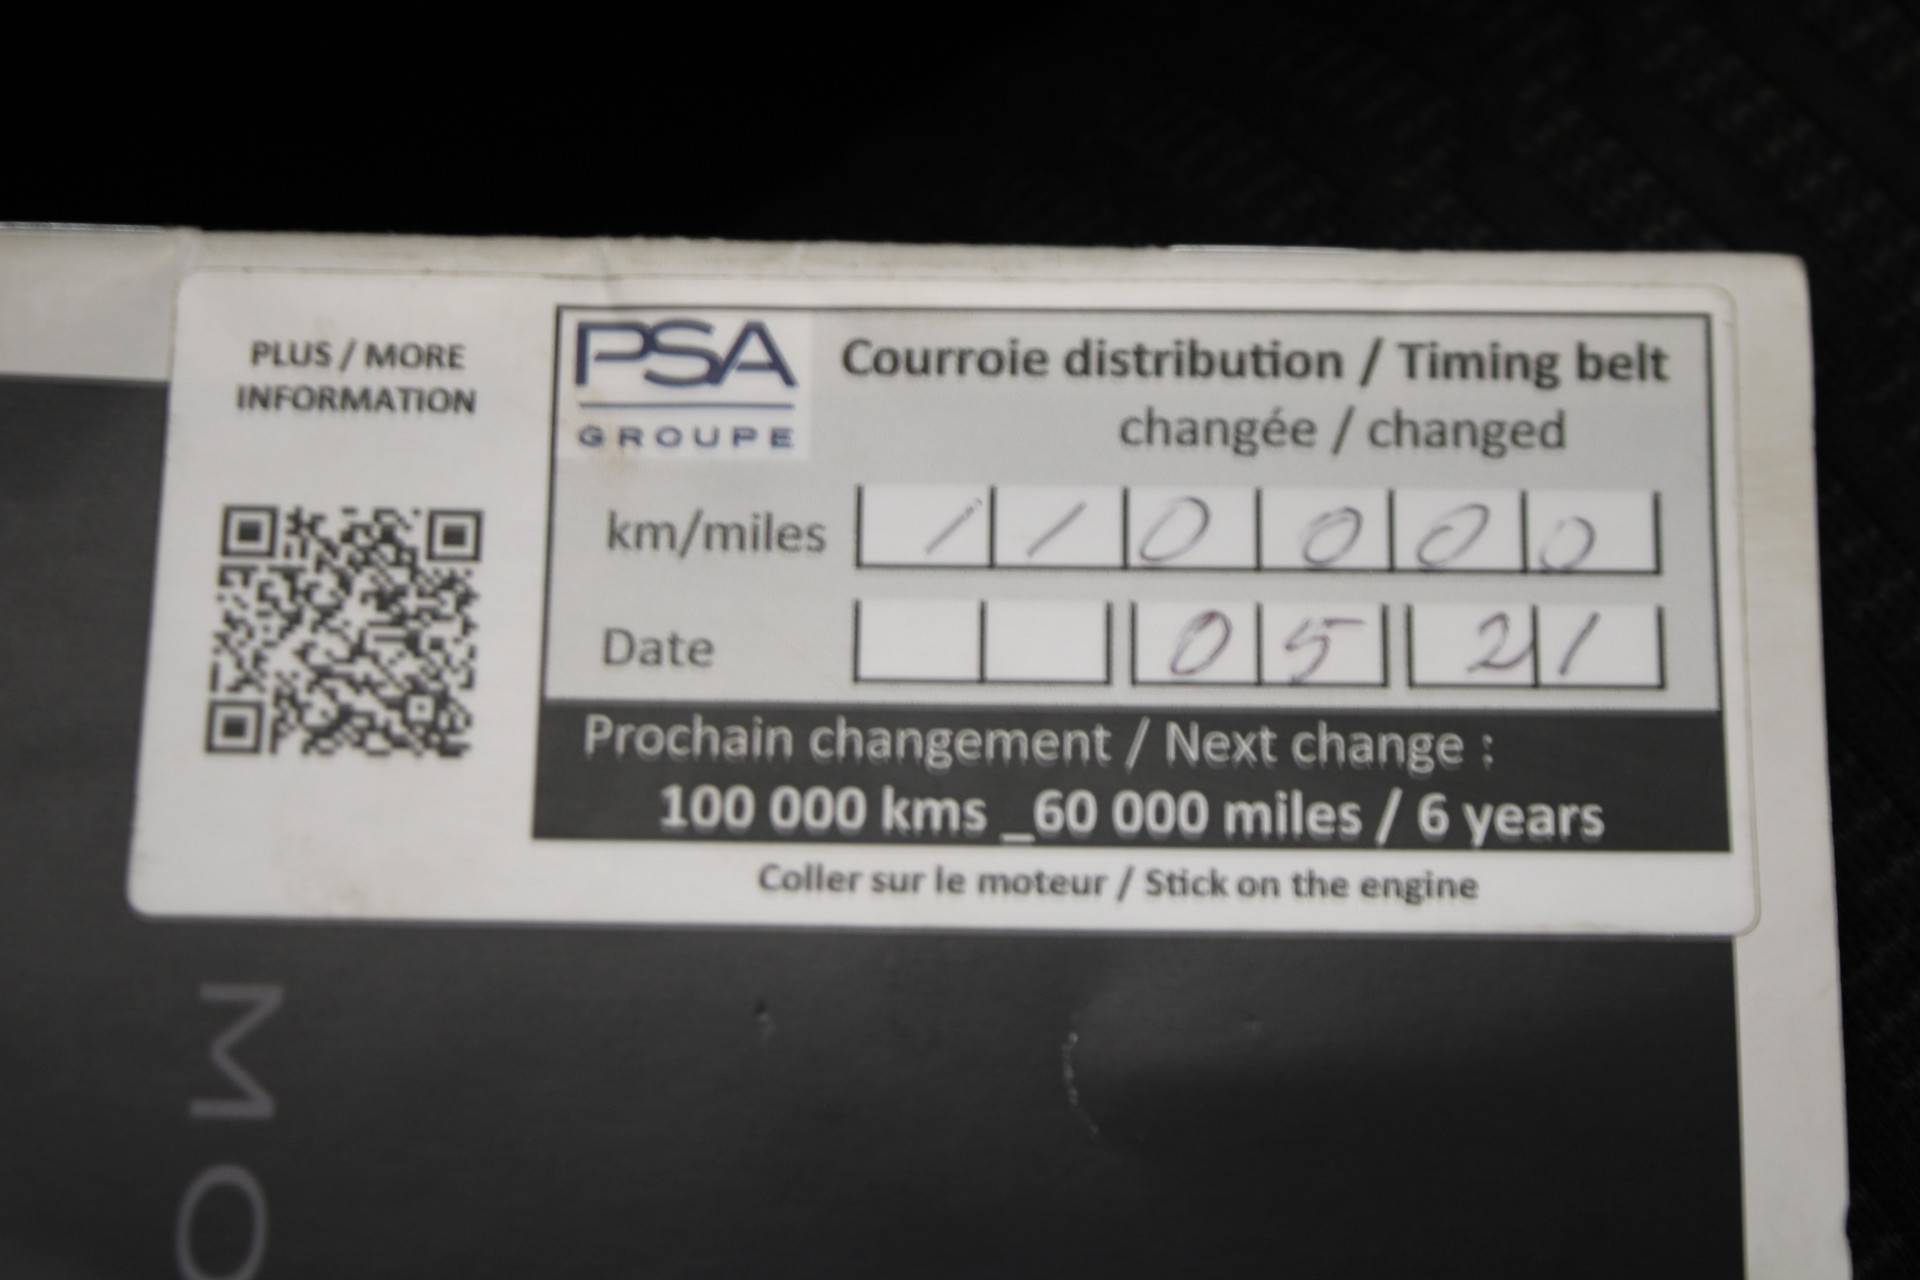 PLUS / MORE
INFORMATION
PSA
GROUPE
Courroie distribution / Timing belt
changée / changed
km/miles 110000
Date 05 21
Prochain changement / Next change :
100 000 kms _60 000 miles / 6 years
Coller sur le moteur / Stick on the engine
MO